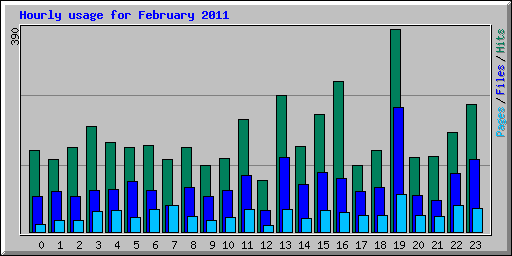 Hourly usage for February 2011
390
Pages / Files / Hits
0 1 2 3 4 5 6 7 8 9 10 11 12 13 14 15 16 17 18 19 20 21 22 23